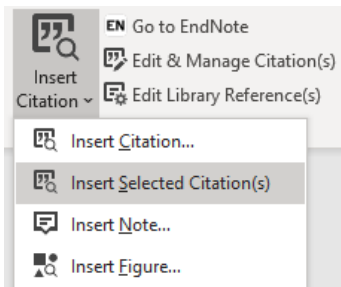 Insert
Citation
EN Go to EndNote
Edit & Manage Citation(s)
Edit Library Reference(s)
Insert Citation...
Insert Selected Citation(s)
Insert Note...
Insert Figure...